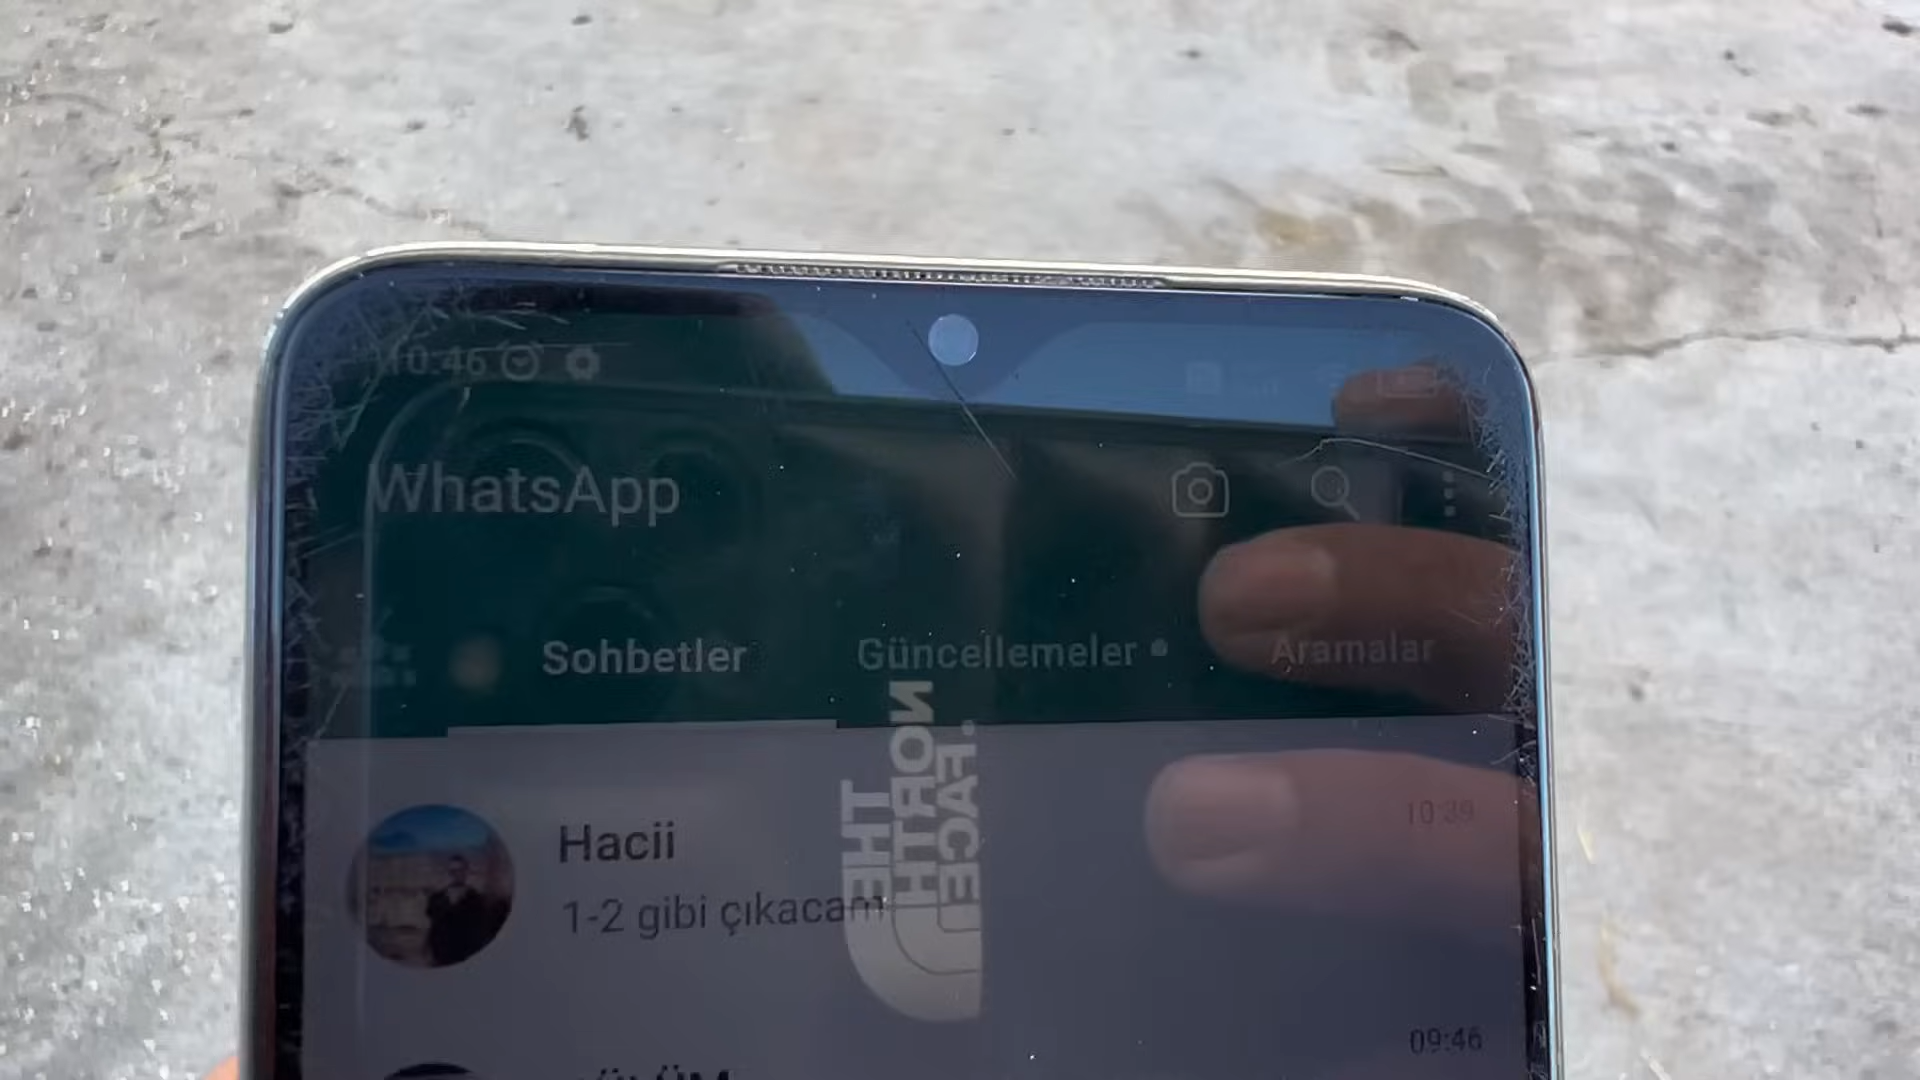 10:46
WhatsApp
Sohbetler
Güncellemeler
Aramalar
Hacii
10:39
1-2 gibi çıkacam
THE
NORTH
FACE
09:46